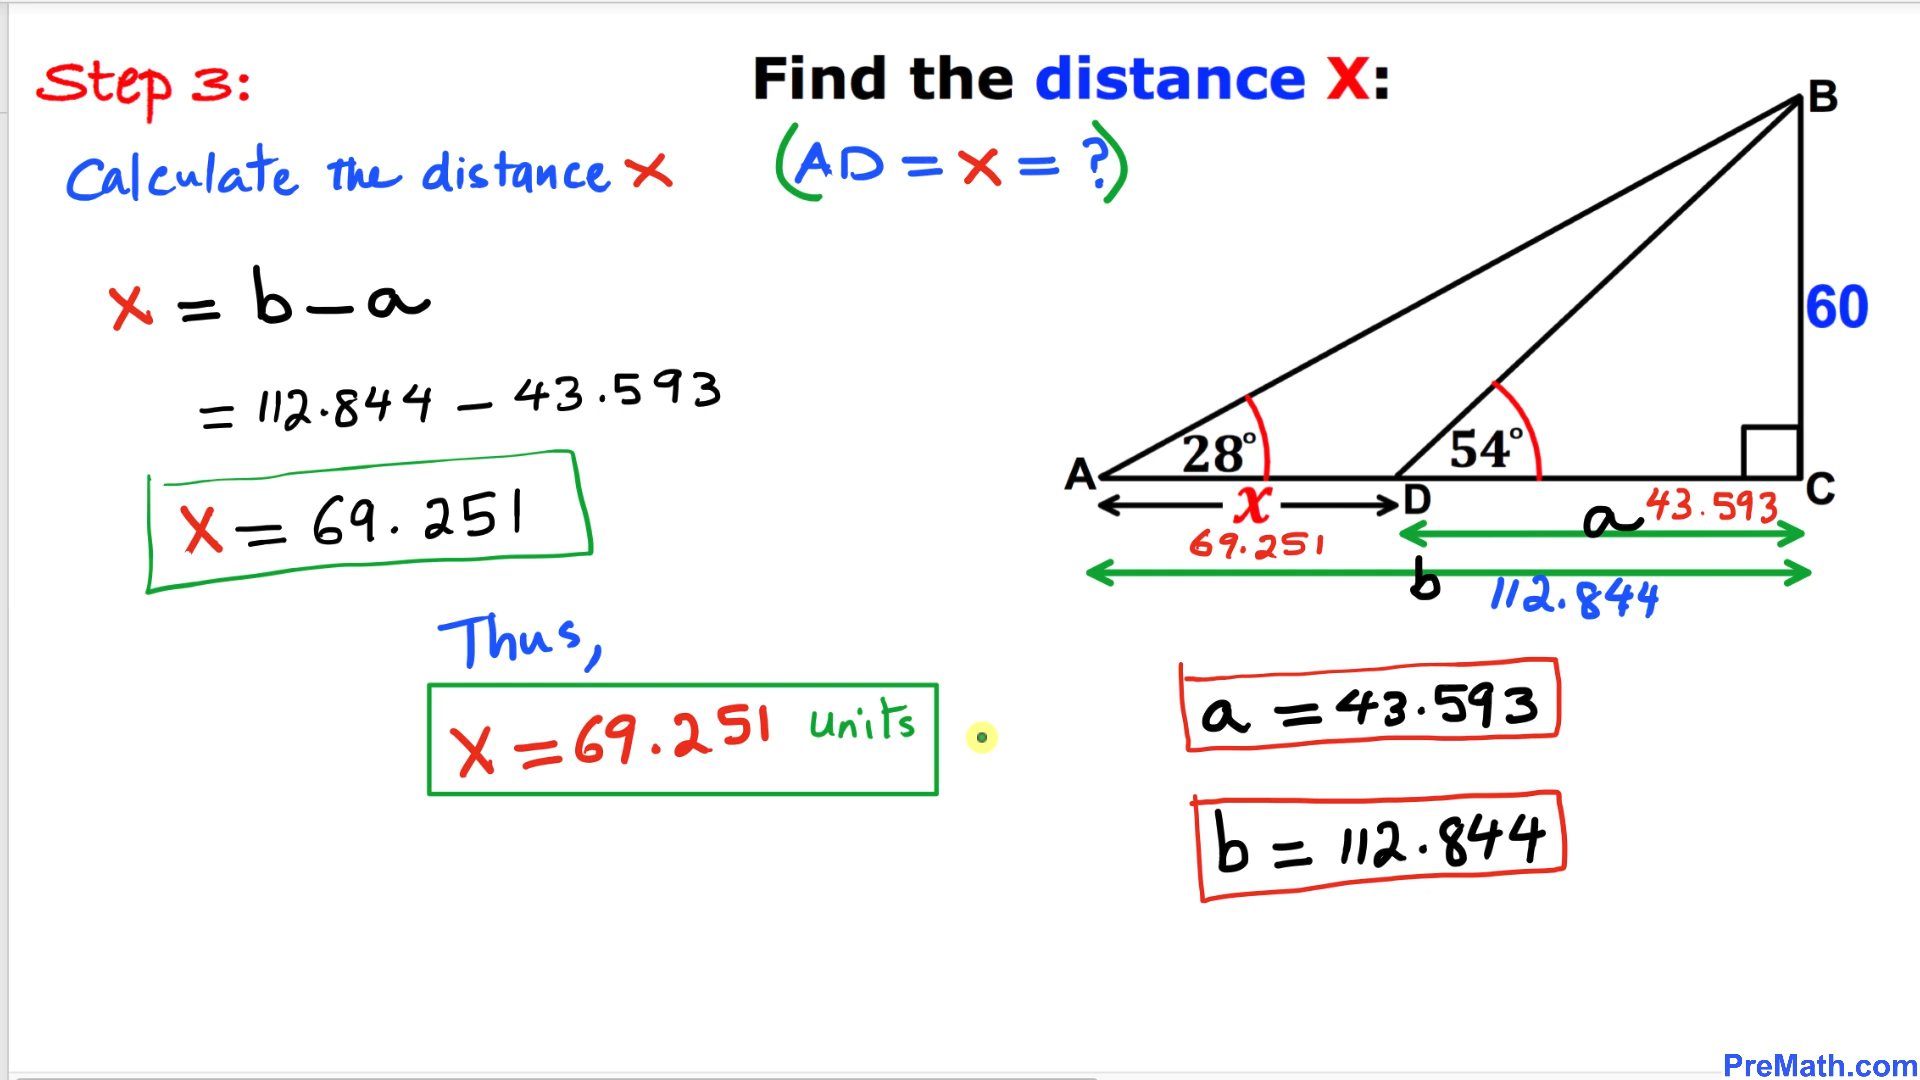 Step 3:
Find the distance X:
Calculate the distance x
(AD = x = ?)
x = b - a
= 112.844 - 43.593
x = 69.251
Thus,
x = 69.251 units
B
60
28°
54°
A
x
D
C
a 43.593
69.251
b 112.844
a = 43.593
b = 112.844
PreMath.com